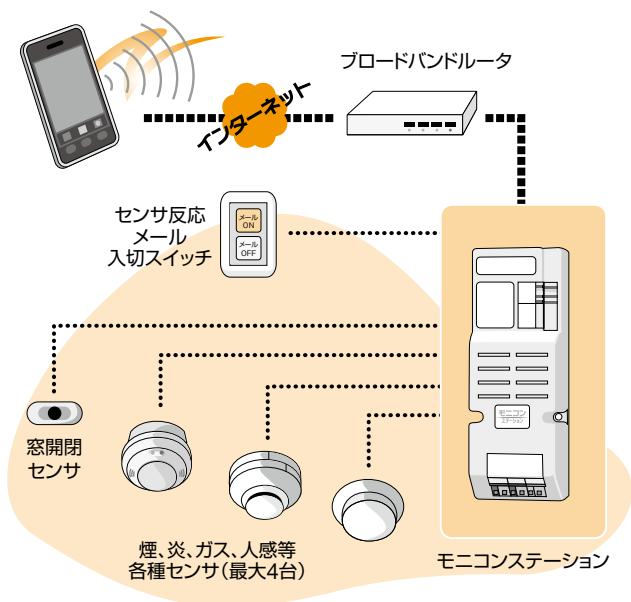 ブロードバンドルータ
インターネット
センサ反応
メール
入切スイッチ
メール
ON
メール
OFF
窓開閉
センサ
モニコン
ステーション
煙、炎、ガス、人感等
各種センサ（最大4台）
モニコンステーション